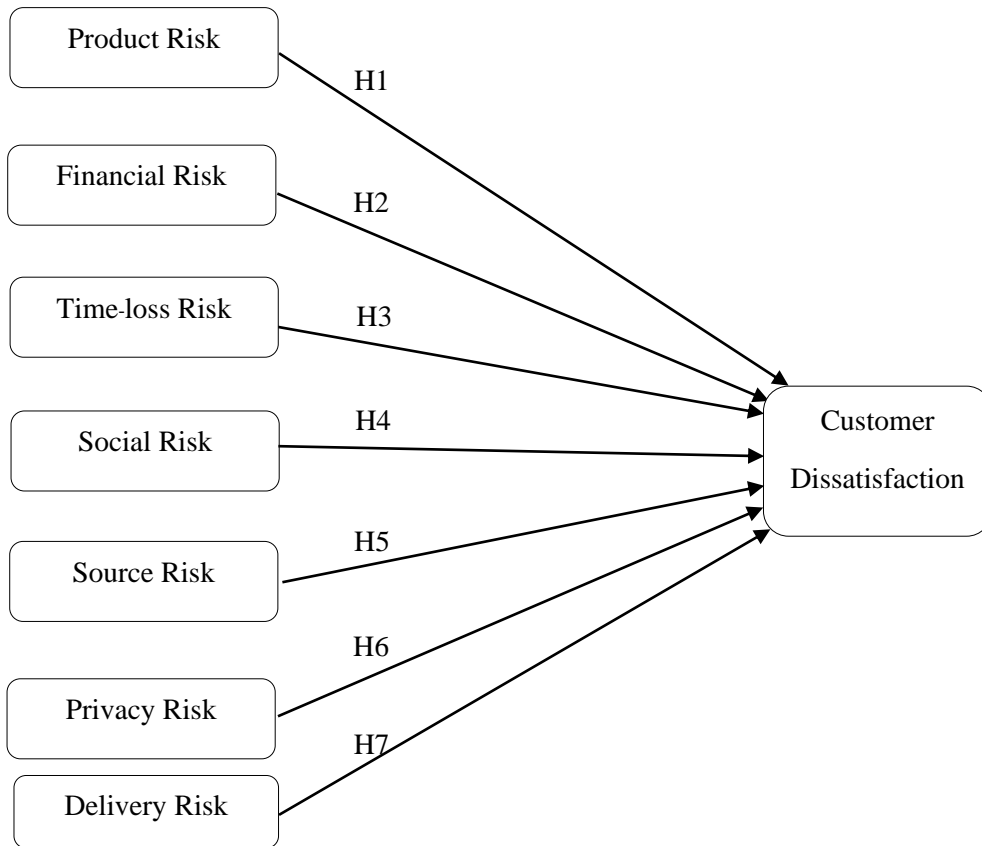 Product Risk
H1
Financial Risk
H2
Time-loss Risk
H3
Social Risk
H4
Customer
Dissatisfaction
Source Risk
H5
Privacy Risk
H6
Delivery Risk
H7